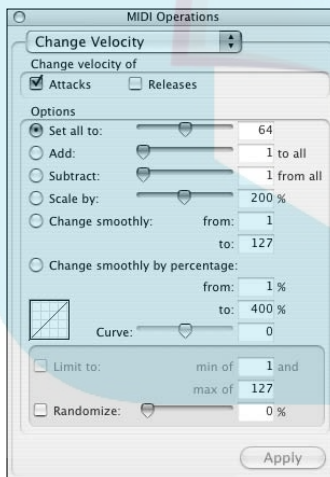 MIDI Operations
Change Velocity
Change velocity of
Attacks Releases
Options
Set all to: 64
Add: 1 to all
Subtract: 1 from all
Scale by: 200 %
Change smoothly: from: 1
to: 127
Change smoothly by percentage:
from: 1 %
to: 400 %
Curve: 0
Limit to: min of 1 and
max of 127
Randomize: 0 %
Apply